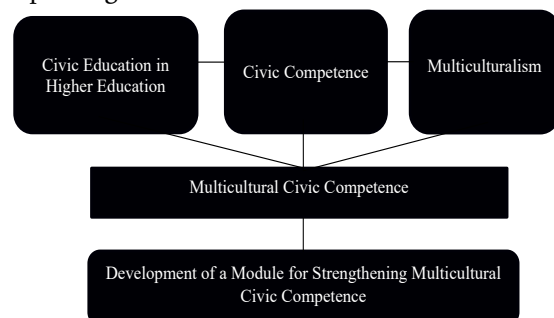 Civic Education in
Higher Education
Civic Competence
Multiculturalism
Multicultural Civic Competence
Development of a Module for Strengthening Multicultural
Civic Competence